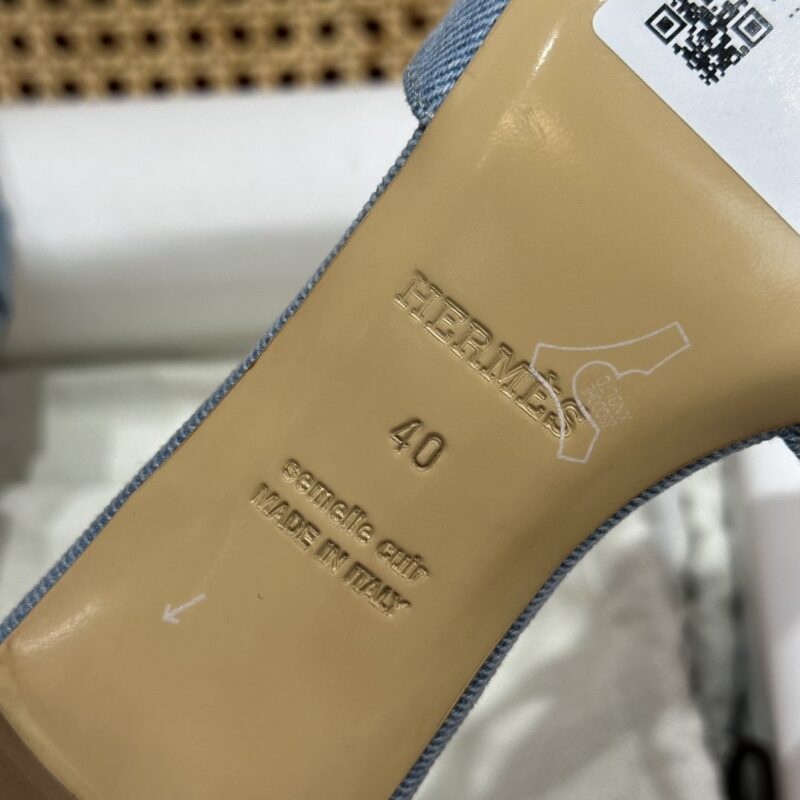 HERMÈS
40
semelle cuir
MADE IN ITALY